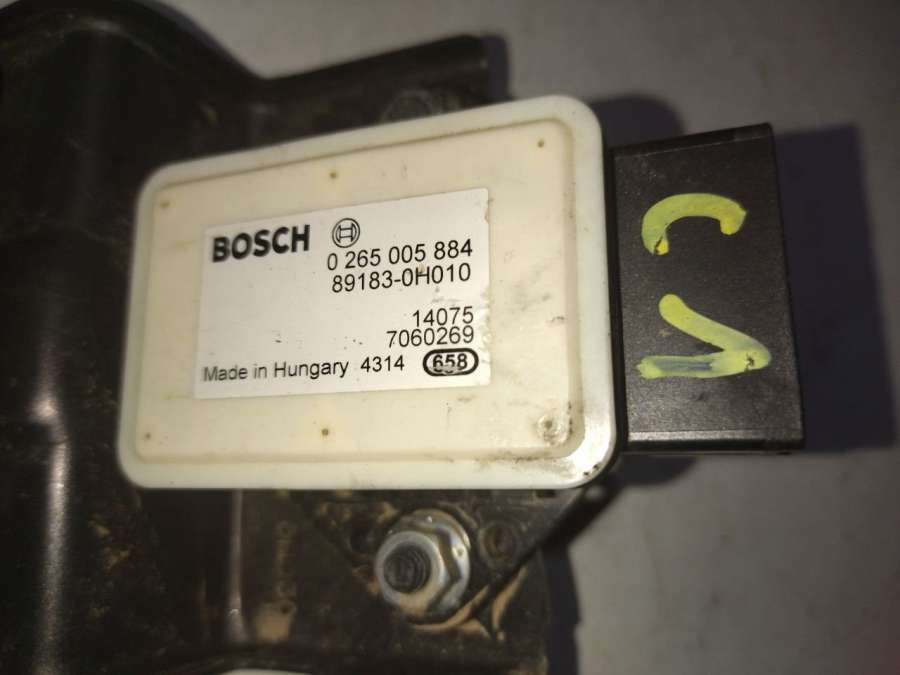 BOSCH
0 265 005 884
89183-0H010
14075
7060269
Made in Hungary 4314 658